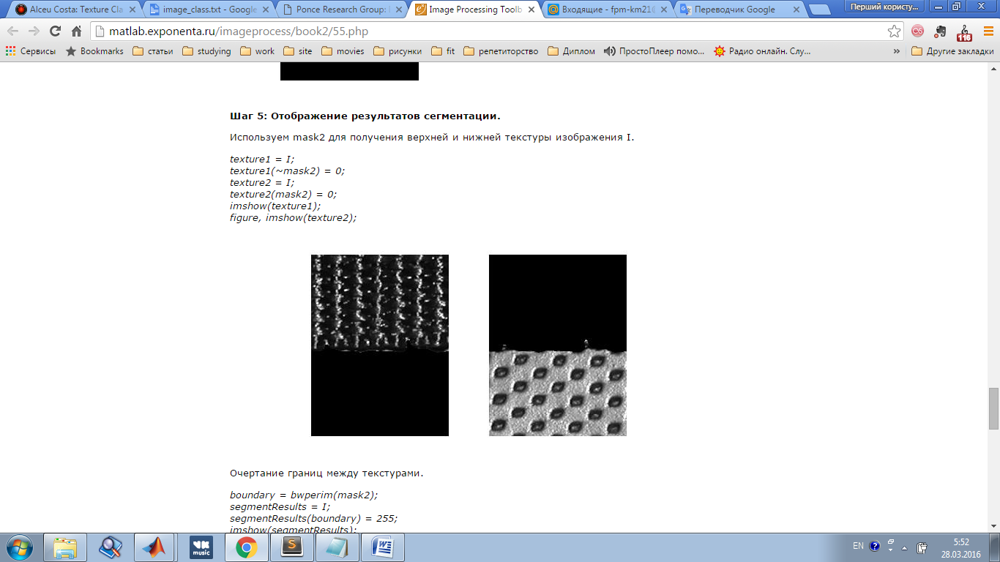 Alceu Costa: Texture Cla
image_class.txt - Google
Ponce Research Group:
Image Processing Toolb
Входящие - fpm-km21@
Переводчик Google
Перший користу...
matlab.exponenta.ru/imageprocess/book2/55.php
116
Сервисы
Bookmarks
статьи
studying
work
site
movies
рисунки
fit
репетиторство
Диплом
ПростоПлеер помо...
Радио онлайн. Слу...
»
Другие закладки
Шаг 5: Отображение результатов сегментации.
Используем mask2 для получения верхней и нижней текстуры изображения I.
texture1 = I;
texture1(~mask2) = 0;
texture2 = I;
texture2(mask2) = 0;
imshow(texture1);
figure, imshow(texture2);
Очертание границ между текстурами.
boundary = bwperim(mask2);
segmentResults = I;
segmentResults(boundary) = 255;
imshow(segmentResults);
music
EN
5:52
28.03.2016